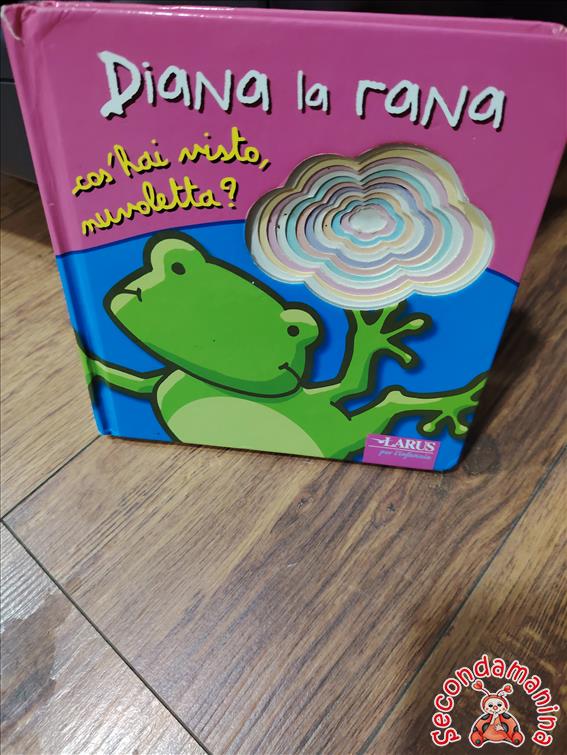 Diana la rana
cos'hai visto,
nuvoletta?
LARUS
per l'infanzia
Secondamanina